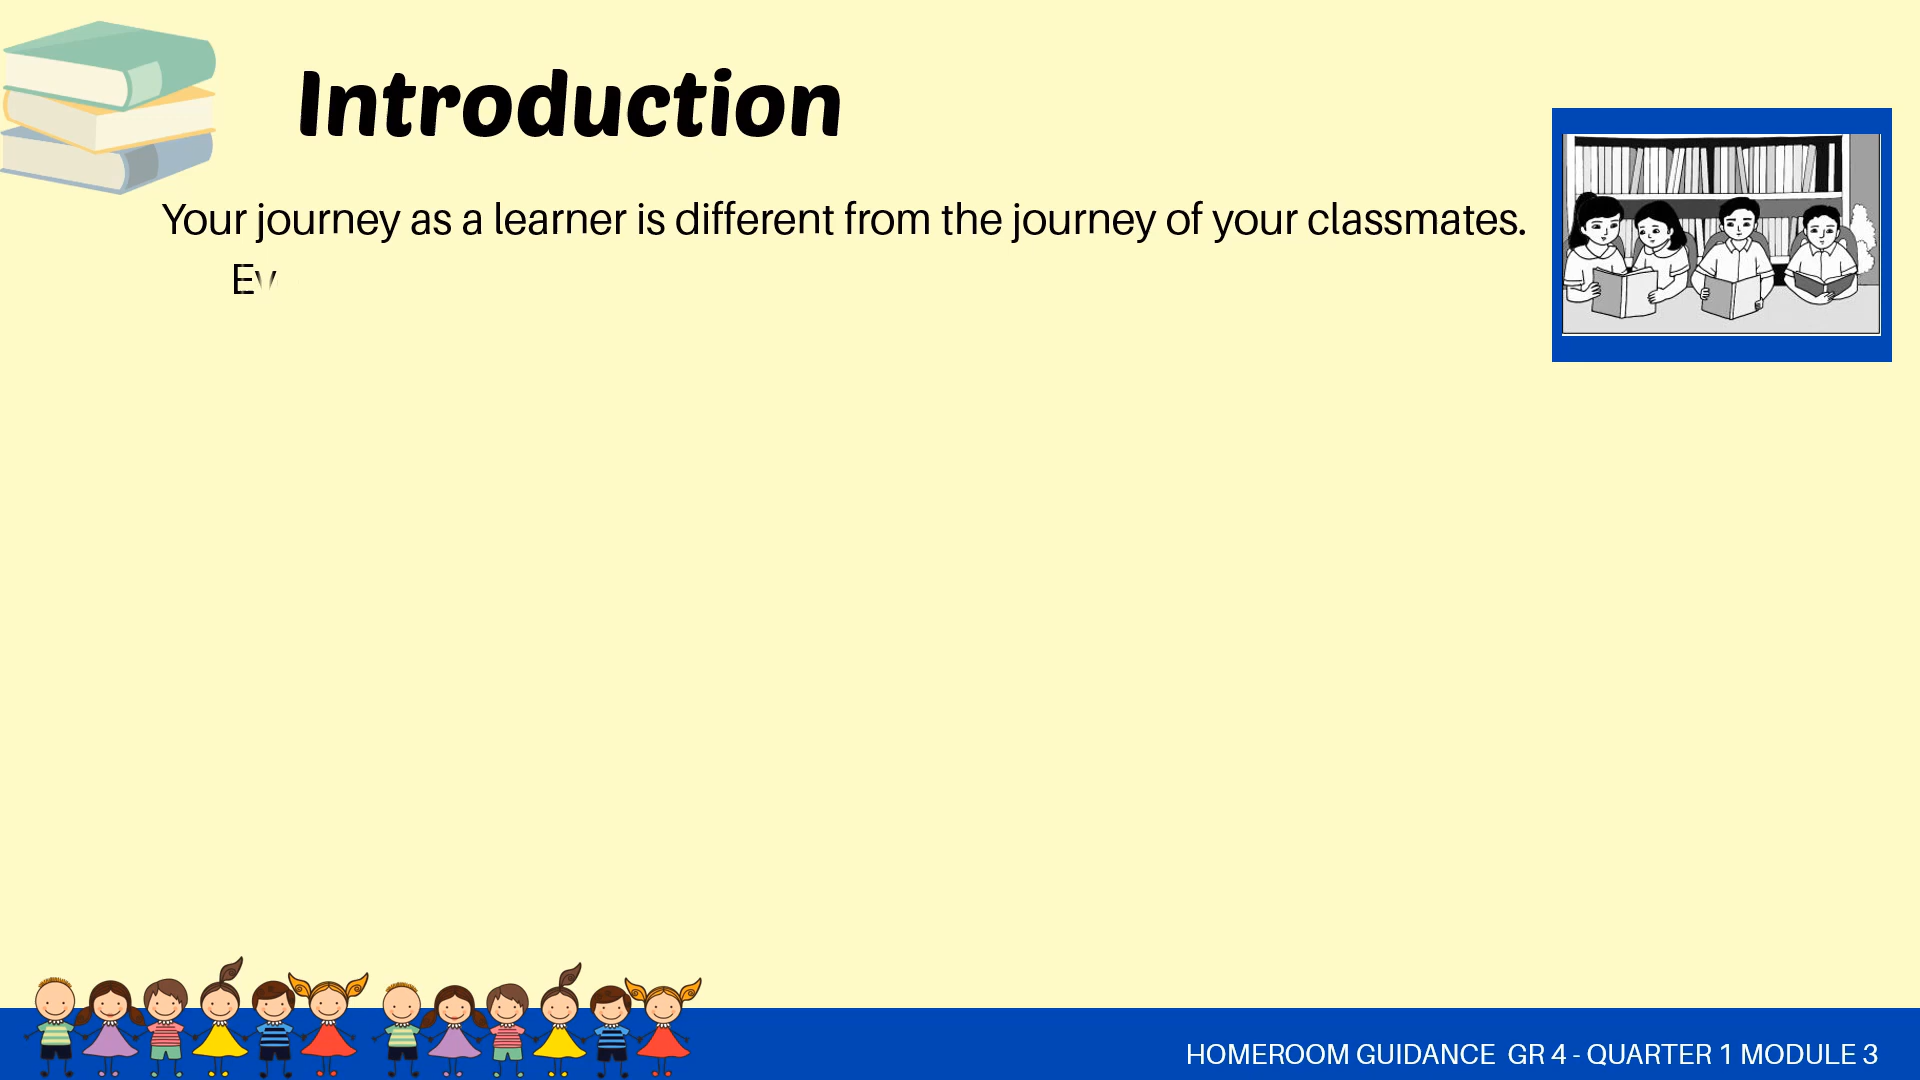 Introduction
Your journey as a learner is different from the journey of your classmates.
Ev
HOMEROOM GUIDANCE GR 4 - QUARTER 1 MODULE 3